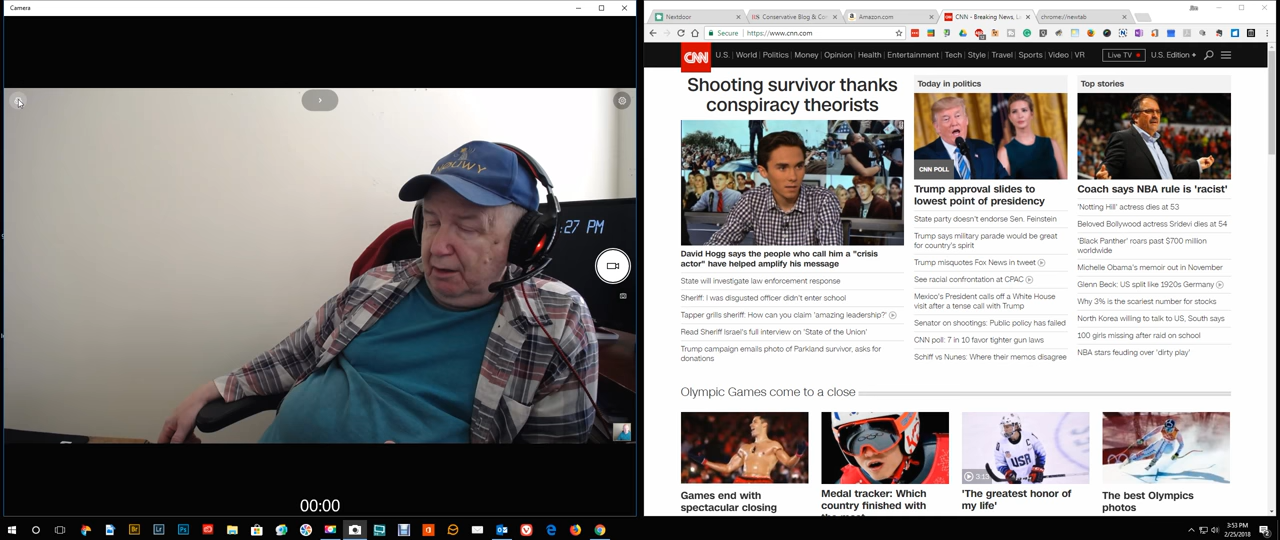 Camera
:27 PM
00:00
Nextdoor
Conservative Blog & Co
Amazon.com
CNN - Breaking News, L
chrome://newtab
Secure
https://www.cnn.com
CNN
U.S.
World
Politics
Money
Opinion
Health
Entertainment
Tech
Style
Travel
Sports
Video
VR
Live TV
U.S. Edition +
Shooting survivor thanks
conspiracy theorists
David Hogg says the people who call him a "crisis
actor" have helped amplify his message
State will investigate law enforcement response
Sheriff: I was disgusted officer didn't enter school
Tapper grills sheriff: How can you claim 'amazing leadership?'
Read Sheriff Israel's full interview on 'State of the Union'
Trump campaign emails photo of Parkland survivor, asks for
donations
Today in politics
CNN POLL
Trump approval slides to
lowest point of presidency
State party doesn't endorse Sen. Feinstein
Trump says military parade would be great
for country's spirit
Trump misquotes Fox News in tweet
See racial confrontation at CPAC
Mexico's President calls off a White House
visit after a tense call with Trump
Senator on shootings: Public policy has failed
CNN poll: 7 in 10 favor tighter gun laws
Schiff vs Nunes: Where their memos disagree
Top stories
Coach says NBA rule is 'racist'
'Notting Hill' actress dies at 53
Beloved Bollywood actress Sridevi dies at 54
'Black Panther' roars past $700 million
worldwide
Michelle Obama's memoir out in November
Glenn Beck: US split like 1920s Germany
Why 3% is the scariest number for stocks
North Korea willing to talk to US, South says
100 girls missing after raid on school
NBA stars feuding over 'dirty play'
Olympic Games come to a close
Games end with
spectacular closing
Medal tracker: Which
country finished with
USA
3:13
'The greatest honor of
my life'
The best Olympics
photos
Br
Lr
Ps
3:53 PM
2/25/2018